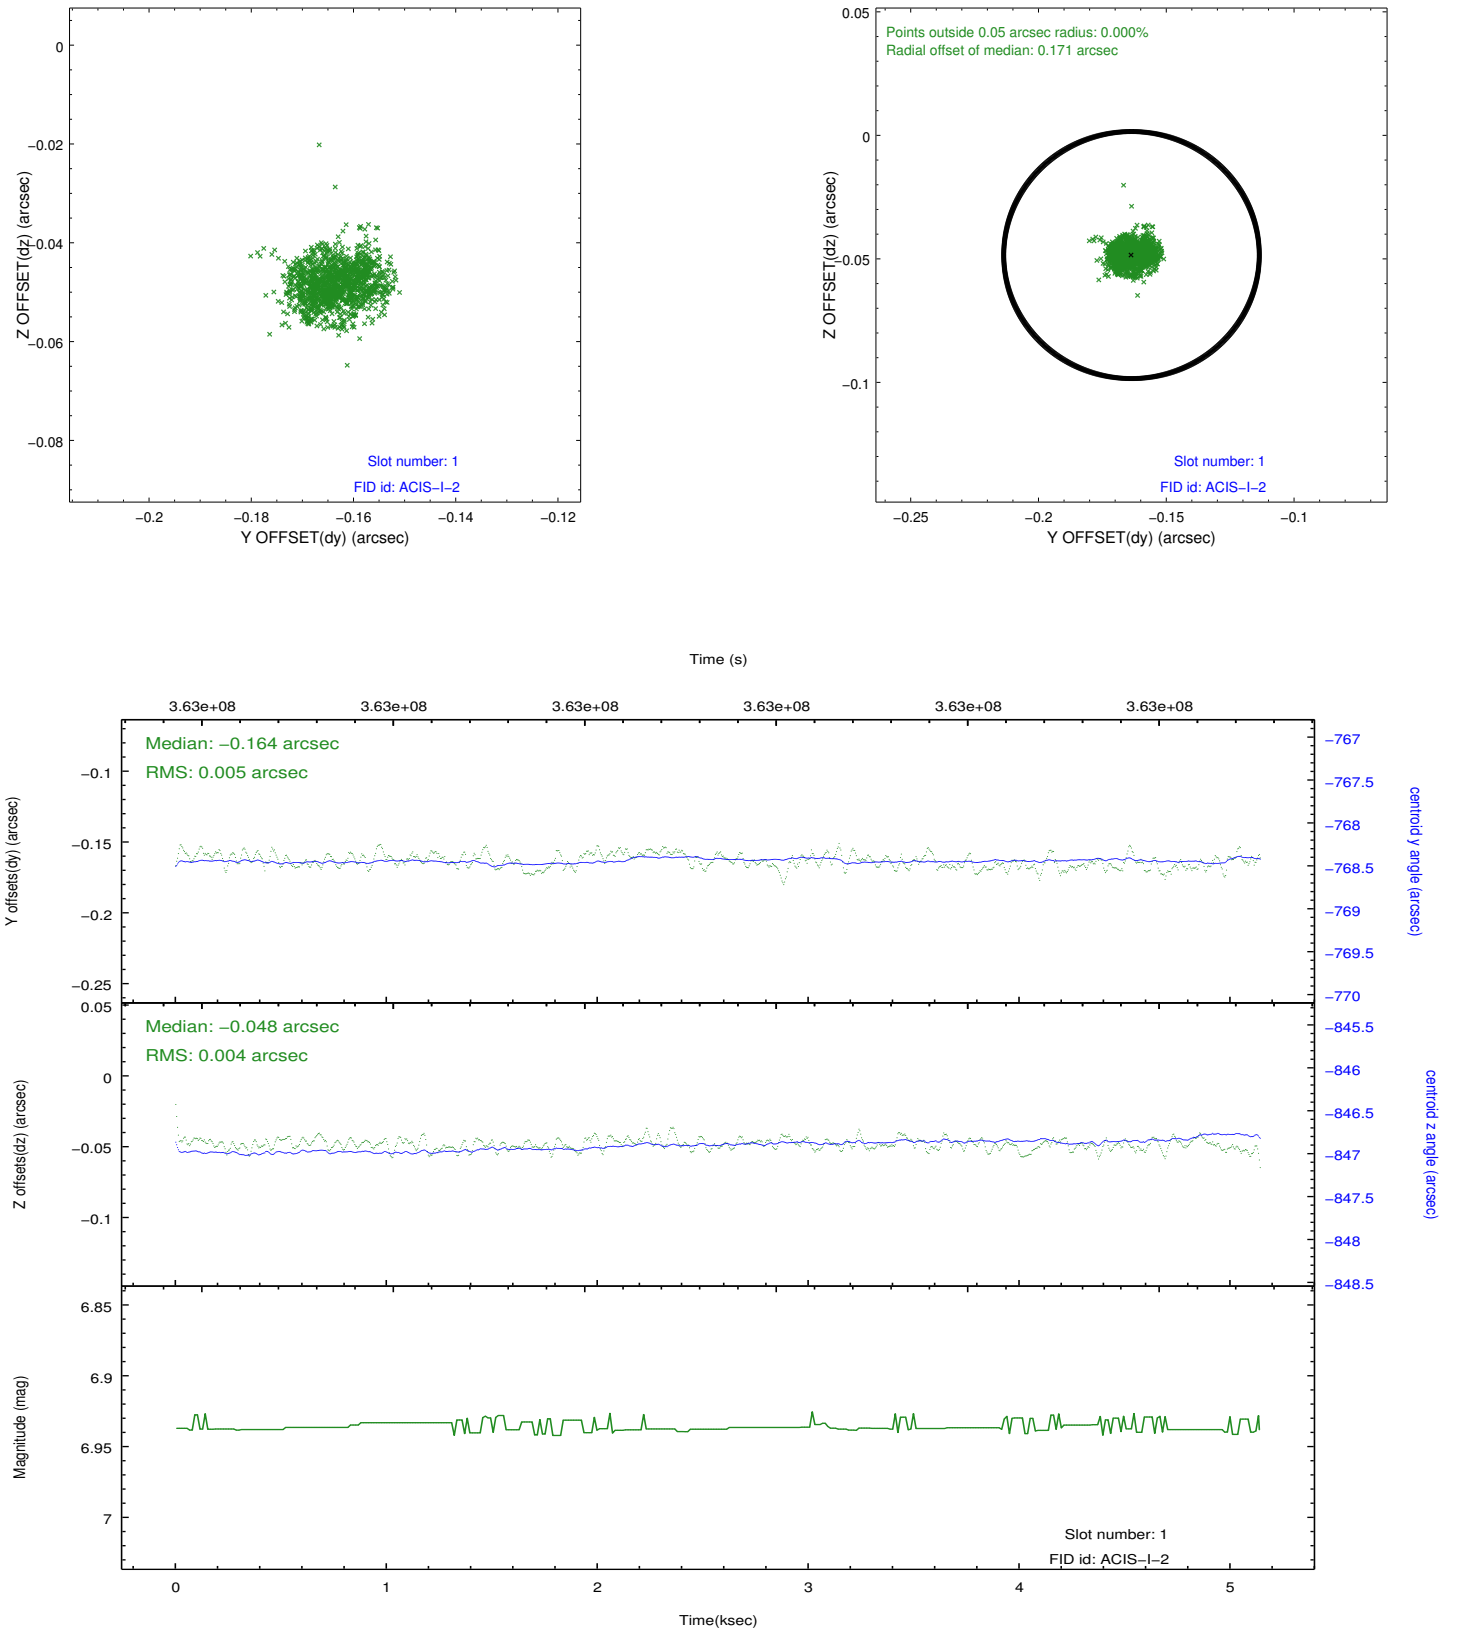 0
−0.02
−0.04
−0.06
−0.08
Z OFFSET(dz) (arcsec)
Slot number: 1
FID id: ACIS−I−2
−0.2
−0.18
−0.16
−0.14
−0.12
Y OFFSET(dy) (arcsec)
0.05
0
−0.05
−0.1
Z OFFSET(dz) (arcsec)
Points outside 0.05 arcsec radius: 0.000%
Radial offset of median: 0.171 arcsec
Slot number: 1
FID id: ACIS−I−2
−0.25
−0.2
−0.15
−0.1
Y OFFSET(dy) (arcsec)
Time (s)
3.63e+08
3.63e+08
3.63e+08
3.63e+08
3.63e+08
3.63e+08
Median: −0.164 arcsec
RMS: 0.005 arcsec
−0.1
−0.15
−0.2
−0.25
Y offsets(dy) (arcsec)
−767
−767.5
−768
−768.5
−769
−769.5
−770
centroid y angle (arcsec)
Median: −0.048 arcsec
RMS: 0.004 arcsec
0.05
0
−0.05
−0.1
Z offsets(dz) (arcsec)
−845.5
−846
−846.5
−847
−847.5
−848
−848.5
centroid z angle (arcsec)
6.85
6.9
6.95
7
Magnitude (mag)
Slot number: 1
FID id: ACIS−I−2
0
1
2
3
4
5
Time(ksec)